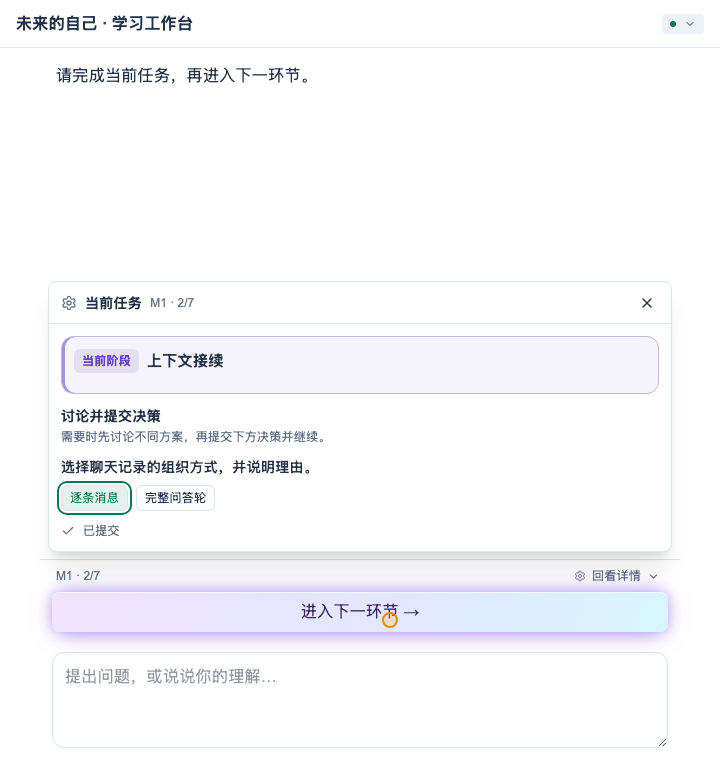 未来的自己 · 学习工作台
请完成当前任务，再进入下一环节。
当前任务 M1 · 2/7
当前阶段 上下文接续
讨论并提交决策
需要时先讨论不同方案，再提交下方决策并继续。
选择聊天记录的组织方式，并说明理由。
逐条消息 完整问答轮
已提交
M1 · 2/7 回看详情
进入下一环节 →
提出问题，或说说你的理解…